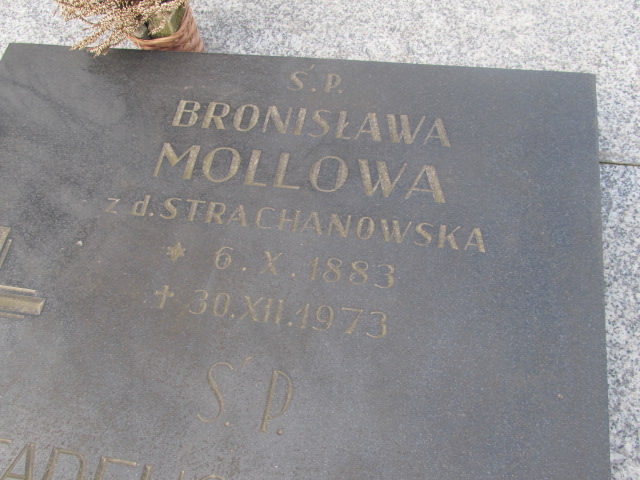 Ś.P.
BRONISŁAWA
MOLLOWA
z d. STRACHANOWSKA
* 6.X.1883
✝ 30.XII.1973
Ś.P.